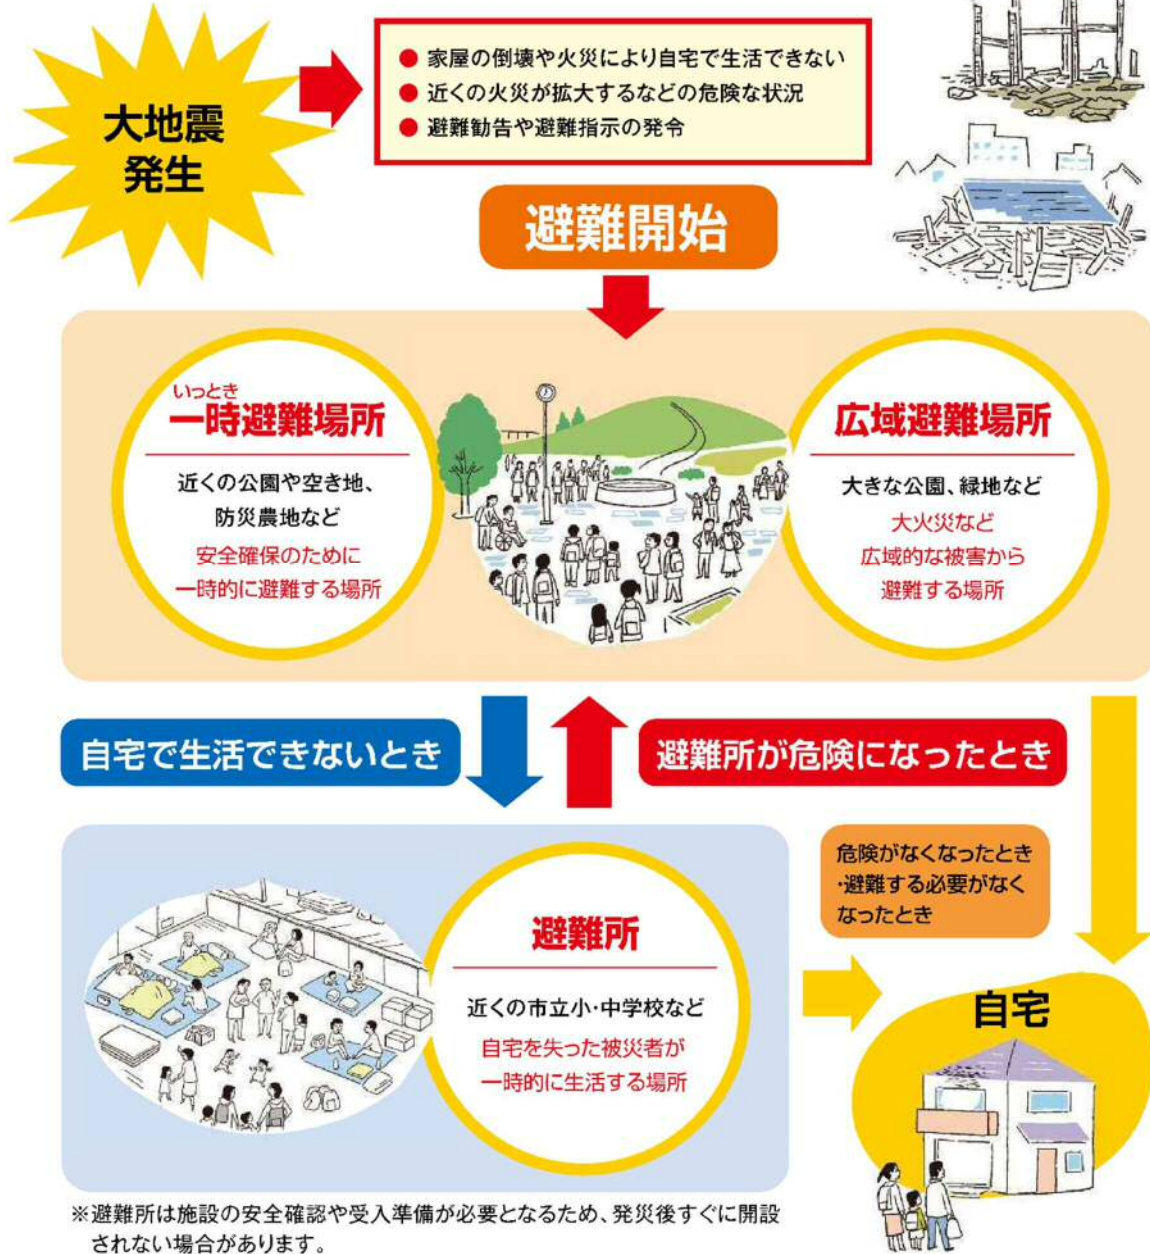 大地震
発生
● 家屋の倒壊や火災により自宅で生活できない
● 近くの火災が拡大するなどの危険な状況
● 避難勧告や避難指示の発令
避難開始
いっとき
一時避難場所
近くの公園や空き地、
防災農地など
安全確保のために
一時的に避難する場所
広域避難場所
大きな公園、緑地など
大火災など
広域的な被害から
避難する場所
自宅で生活できないとき
避難所が危険になったとき
危険がなくなったとき
・避難する必要がなく
なったとき
避難所
近くの市立小・中学校など
自宅を失った被災者が
一時的に生活する場所
自宅
※避難所は施設の安全確認や受入準備が必要となるため、発災後すぐに開設
されない場合があります。